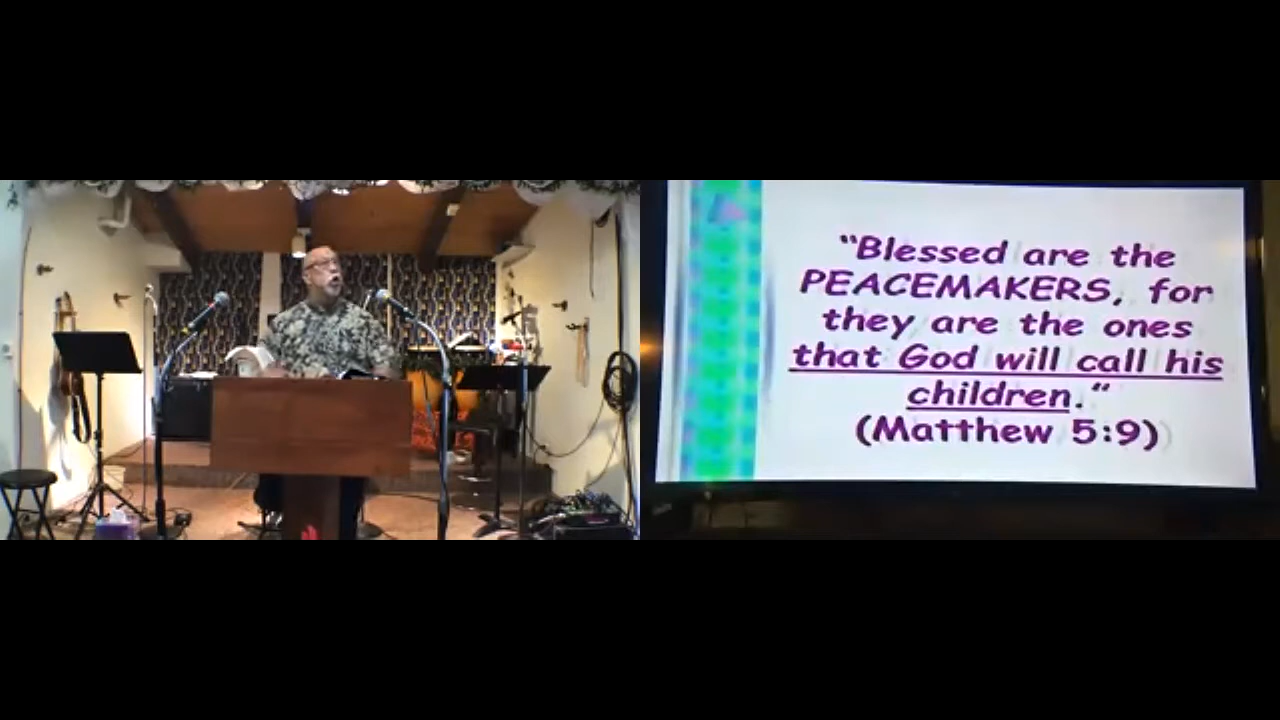 “Blessed are the
PEACEMAKERS, for
they are the ones
that God will call his
children.“
(Matthew 5:9)